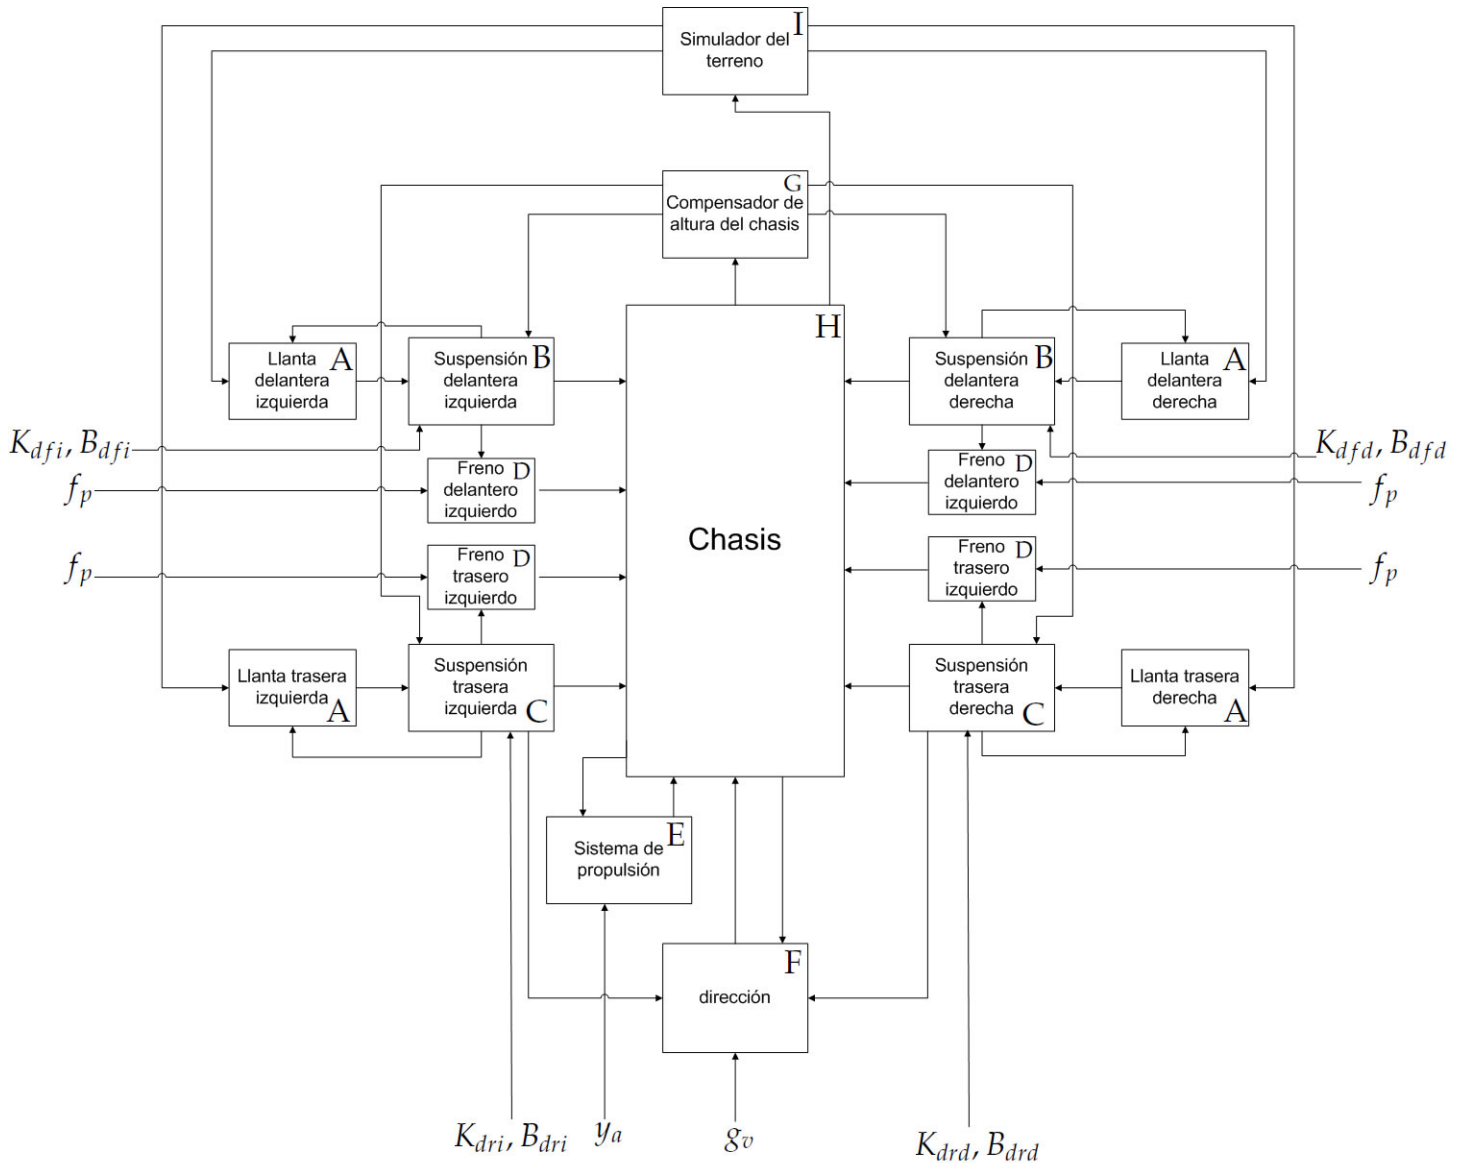 I
Simulador del
terreno
G
Compensador de
altura del chasis
H
Chasis
Llanta A
delantera
izquierda
Suspensión B
delantera
izquierda
Suspensión B
delantera
derecha
Llanta A
delantera
derecha
K_{dfi}, B_{dfi}
K_{dfd}, B_{dfd}
Freno D
delantero
izquierdo
Freno D
delantero
izquierdo
f_p
f_p
Freno D
trasero
izquierdo
Freno D
trasero
izquierdo
f_p
f_p
Llanta trasera
izquierda
A
Suspensión
trasera
izquierda C
Suspensión
trasera
derecha C
Llanta trasera
derecha
A
E
Sistema de
propulsión
F
dirección
K_{dri}, B_{dri}
y_a
g_v
K_{drd}, B_{drd}